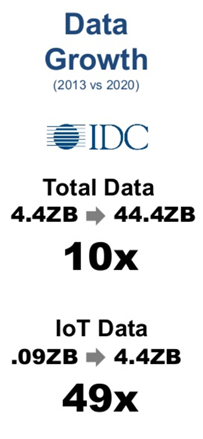 Data
Growth
(2013 vs 2020)
IDC
Total Data
4.4ZB ➡ 44.4ZB
10x
IoT Data
.09ZB ➡ 4.4ZB
49x